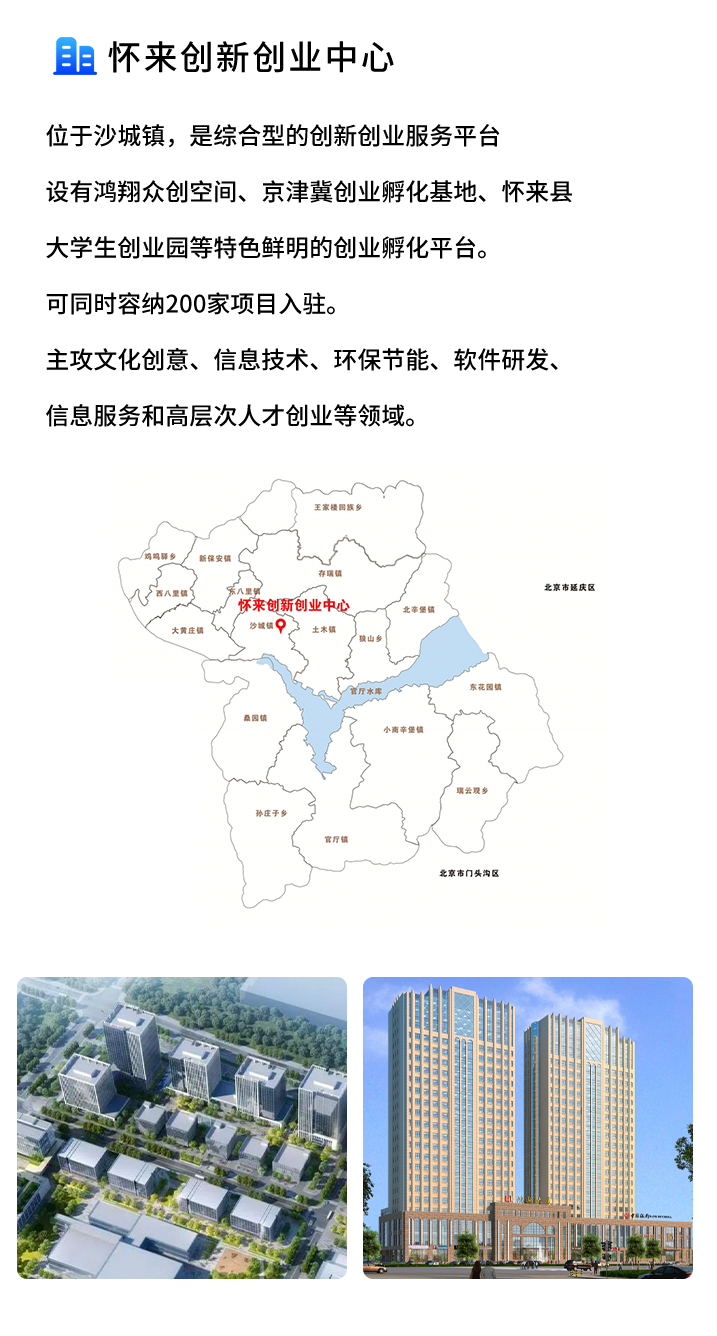 怀来创新创业中心
位于沙城镇，是综合型的创新创业服务平台
设有鸿翔众创空间、京津冀创业孵化基地、怀来县
大学生创业园等特色鲜明的创业孵化平台。
可同时容纳200家项目入驻。
主攻文化创意、信息技术、环保节能、软件研发、
信息服务和高层次人才创业等领域。
王家楼回族乡
鸡鸣驿乡
新保安镇
存瑞镇
北京市延庆区
西八里镇
东八里镇
怀来创新创业中心
北辛堡镇
大黄庄镇
沙城镇
土木镇
狼山乡
东花园镇
官厅水库
桑园镇
小南辛堡镇
瑞云观乡
孙庄子乡
官厅镇
北京市门头沟区